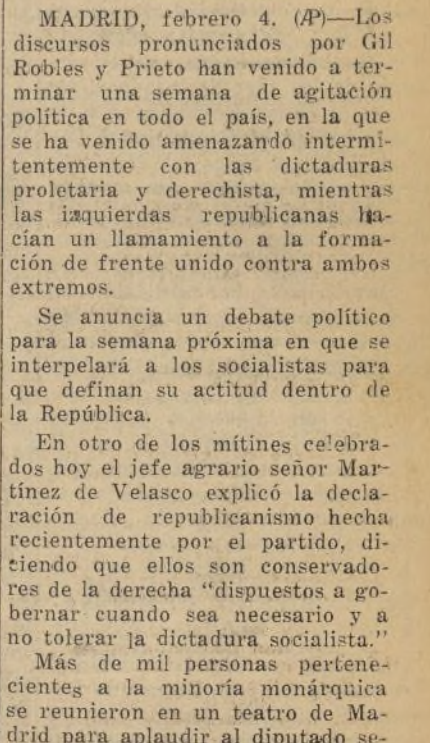 MADRID, febrero 4. (AP)—Los
discursos pronunciados por Gil
Robles y Prieto han venido a ter-
minar una semana de agitación
política en todo el país, en la que
se ha venido amenazando intermi-
tentemente con las dictaduras
proletaria y derechista, mientras
las izquierdas republicanas ha-
cían un llamamiento a la forma-
ción de frente unido contra ambos
extremos.
Se anuncia un debate político
para la semana próxima en que se
interpelará a los socialistas para
que definan su actitud dentro de
la República.
En otro de los mítines celebra-
dos hoy el jefe agrario señor Mar-
tínez de Velasco explicó la decla-
ración de republicanismo hecha
recientemente por el partido, di-
ciendo que ellos son conservado-
res de la derecha “dispuestos a go-
bernar cuando sea necesario y a
no tolerar la dictadura socialista.”
Más de mil personas pertene-
cientes a la minoría monárquica
se reunieron en un teatro de Ma-
drid para aplaudir al diputado se-